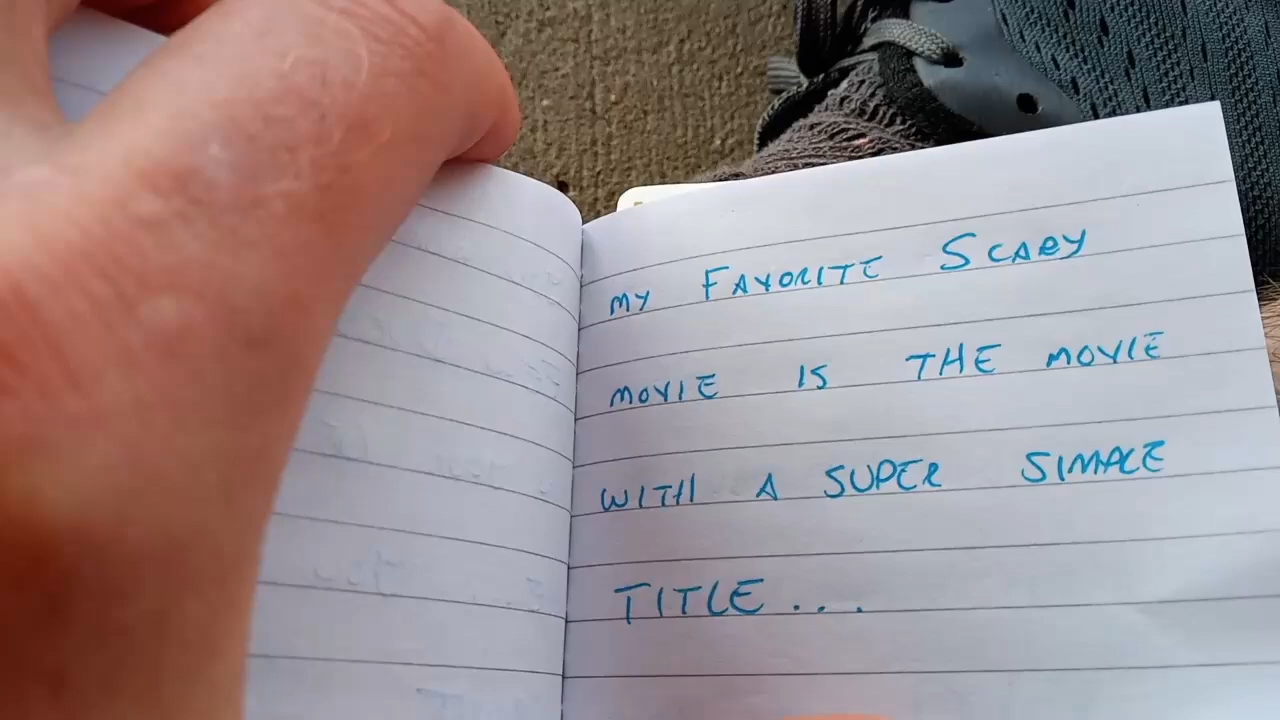 MY FAVORITE SCARY
MOVIE IS THE MOVIE
WITH A SUPER SIMPLE
TITLE...